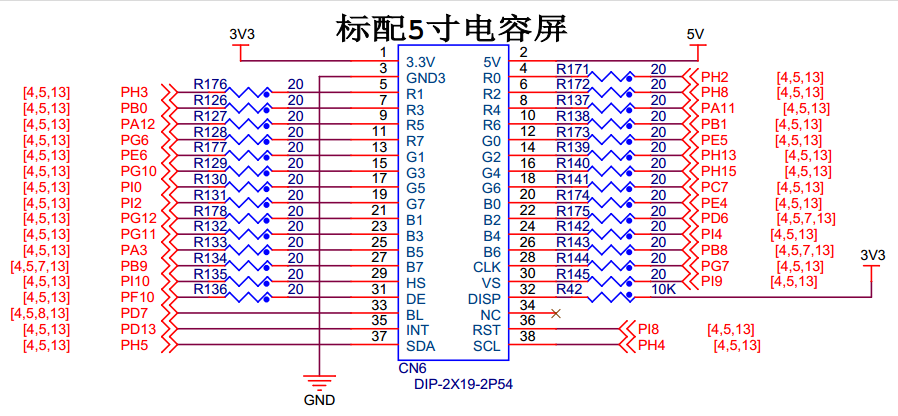 标配5寸电容屏
3V3 5V
1 3.3V 5V 2
3 GND3 R0 4 R171 20 PH2 [4,5,13]
[4,5,13] PH3 R176 20 5 R1 R2 6 R172 20 PH8 [4,5,13]
[4,5,13] PB0 R126 20 7 R3 R4 8 R137 20 PA11 [4,5,13]
[4,5,13] PA12 R127 20 9 R5 R6 10 R138 20 PB1 [4,5,13]
[4,5,13] PG6 R128 20 11 R7 G0 12 R173 20 PE5 [4,5,13]
[4,5,13] PE6 R177 20 13 G1 G2 14 R139 20 PH13 [4,5,13]
[4,5,13] PG10 R129 20 15 G3 G4 16 R140 20 PH15 [4,5,13]
[4,5,13] PI0 R130 20 17 G5 G6 18 R141 20 PC7 [4,5,13]
[4,5,13] PI2 R131 20 19 G7 B0 20 R174 20 PE4 [4,5,13]
[4,5,13] PG12 R178 20 21 B1 B2 22 R175 20 PD6 [4,5,7,13]
[4,5,13] PG11 R132 20 23 B3 B4 24 R142 20 PI4 [4,5,13]
[4,5,13] PA3 R133 20 25 B5 B6 26 R143 20 PB8 [4,5,7,13]
[4,5,7,13] PB9 R134 20 27 B7 CLK 28 R144 20 PG7 [4,5,13]
[4,5,13] PI10 R135 20 29 HS VS 30 R145 20 PI9 [4,5,13]
3V3
[4,5,13] PF10 R136 20 31 DE DISP 32 R42 10K
[4,5,8,13] PD7 33 BL NC 34
[4,5,13] PD13 35 INT RST 36 PI8 [4,5,13]
[4,5,13] PH5 37 SDA SCL 38 PH4 [4,5,13]
CN6
DIP-2X19-2P54
GND